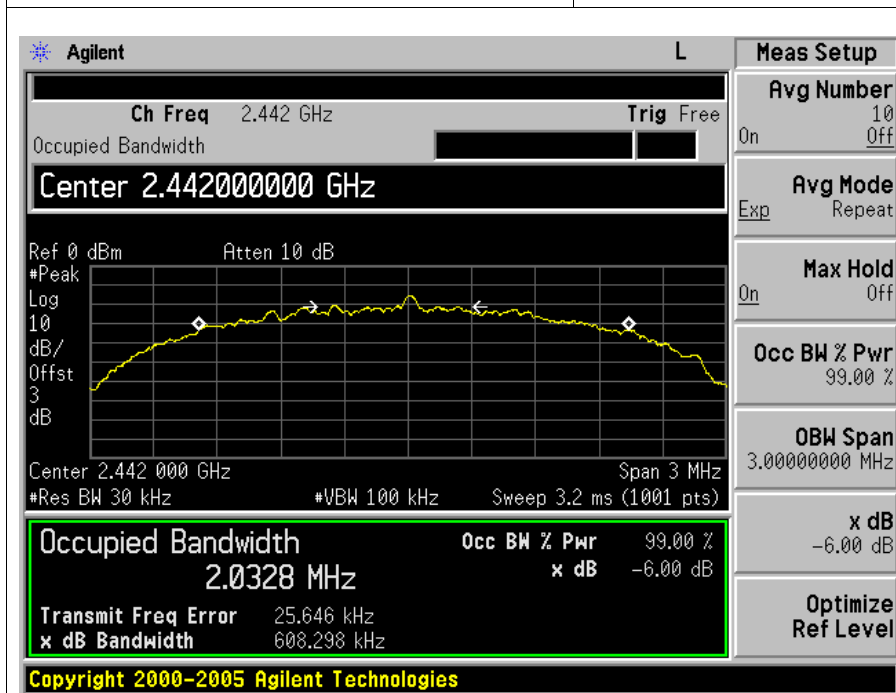 Agilent L
Ch Freq 2.442 GHz Trig Free
Occupied Bandwidth
Center 2.442000000 GHz
Ref 0 dBm Atten 10 dB
#Peak
Log
10
dB/
Offst
3
dB
Center 2.442 000 GHz Span 3 MHz
#Res BW 30 kHz #VBW 100 kHz Sweep 3.2 ms (1001 pts)
Occupied Bandwidth Occ BW % Pwr 99.00 %
2.0328 MHz x dB -6.00 dB
Transmit Freq Error 25.646 kHz
x dB Bandwidth 608.298 kHz
Copyright 2000-2005 Agilent Technologies
Meas Setup
Avg Number
10
On Off
Avg Mode
Exp Repeat
Max Hold
On Off
Occ BW % Pwr
99.00 %
OBW Span
3.00000000 MHz
x dB
-6.00 dB
Optimize
Ref Level